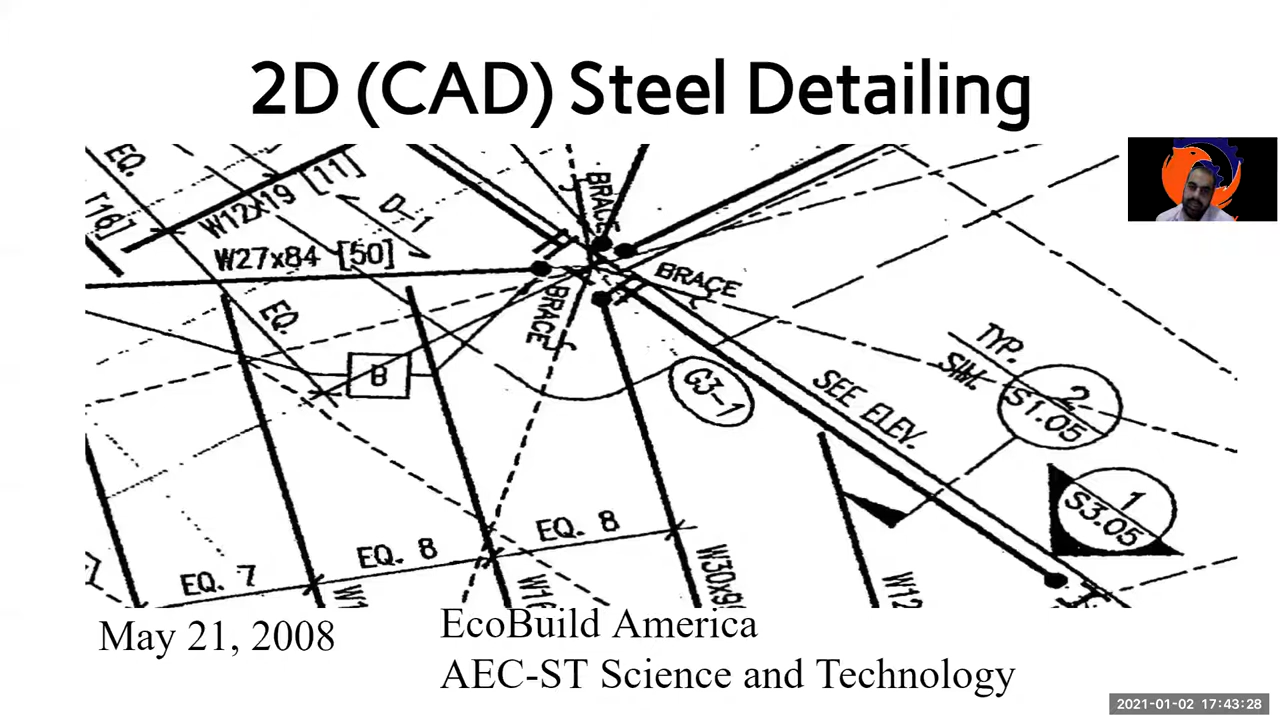 2D (CAD) Steel Detailing
EQ.
W12x19 [11]
D-1
BRACE
W27x84 [50]
BRACE
EQ.
BRACE
B
TYP.
SIM.
2
S1.05
G3-1
SEE ELEV.
1
S3.05
EQ. 8
EQ. 8
EQ. 7
May 21, 2008
EcoBuild America
AEC-ST Science and Technology
2021-01-02 17:43:28